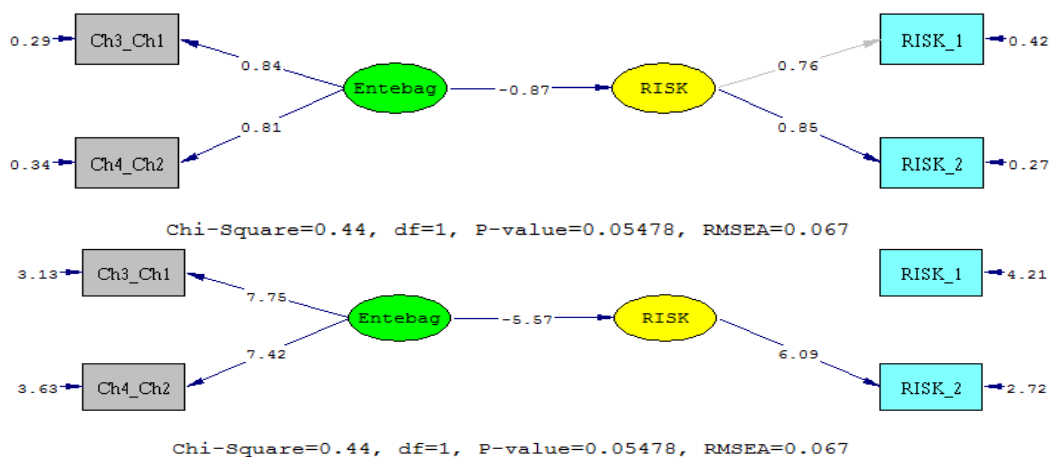 0.29 Ch3_Ch1 RISK_1 0.42
0.84 0.76
Entebag -0.87 RISK
0.81 0.85
0.34 Ch4_Ch2 RISK_2 0.27
Chi-Square=0.44, df=1, P-value=0.05478, RMSEA=0.067
3.13 Ch3_Ch1 RISK_1 4.21
7.75
Entebag -5.57 RISK
7.42 6.09
3.63 Ch4_Ch2 RISK_2 2.72
Chi-Square=0.44, df=1, P-value=0.05478, RMSEA=0.067